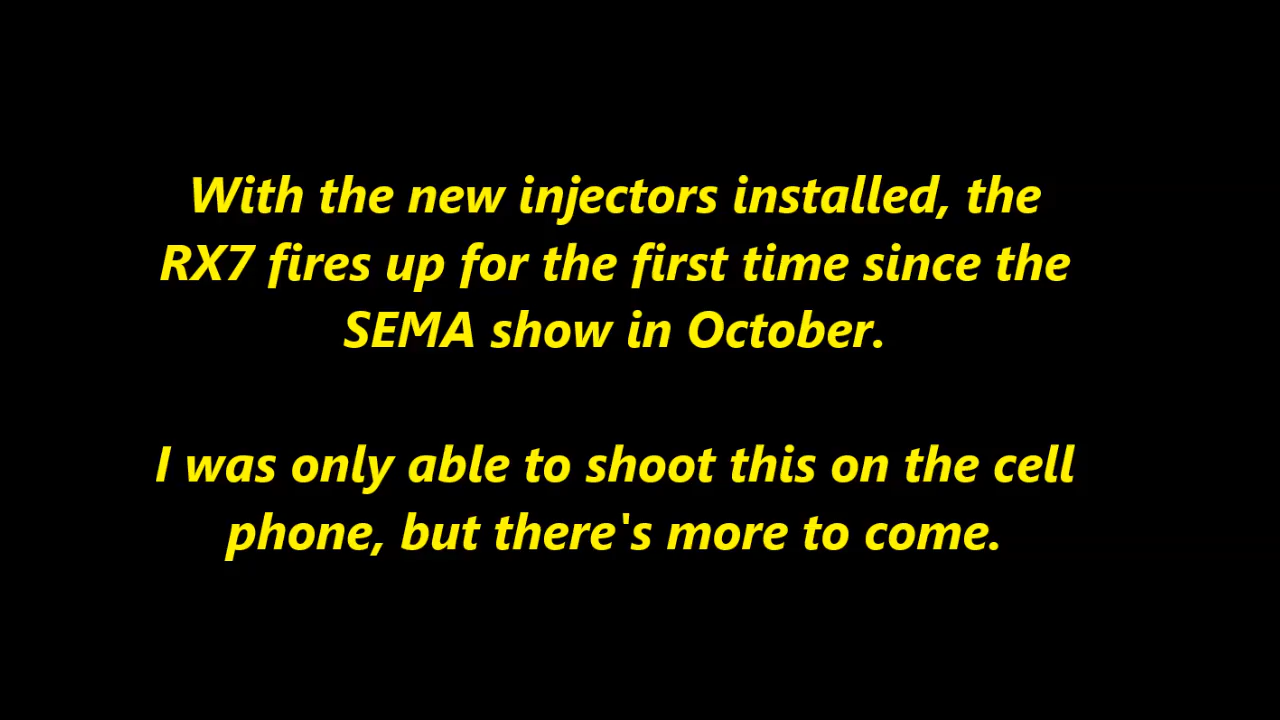 With the new injectors installed, the
RX7 fires up for the first time since the
SEMA show in October.
I was only able to shoot this on the cell
phone, but there's more to come.